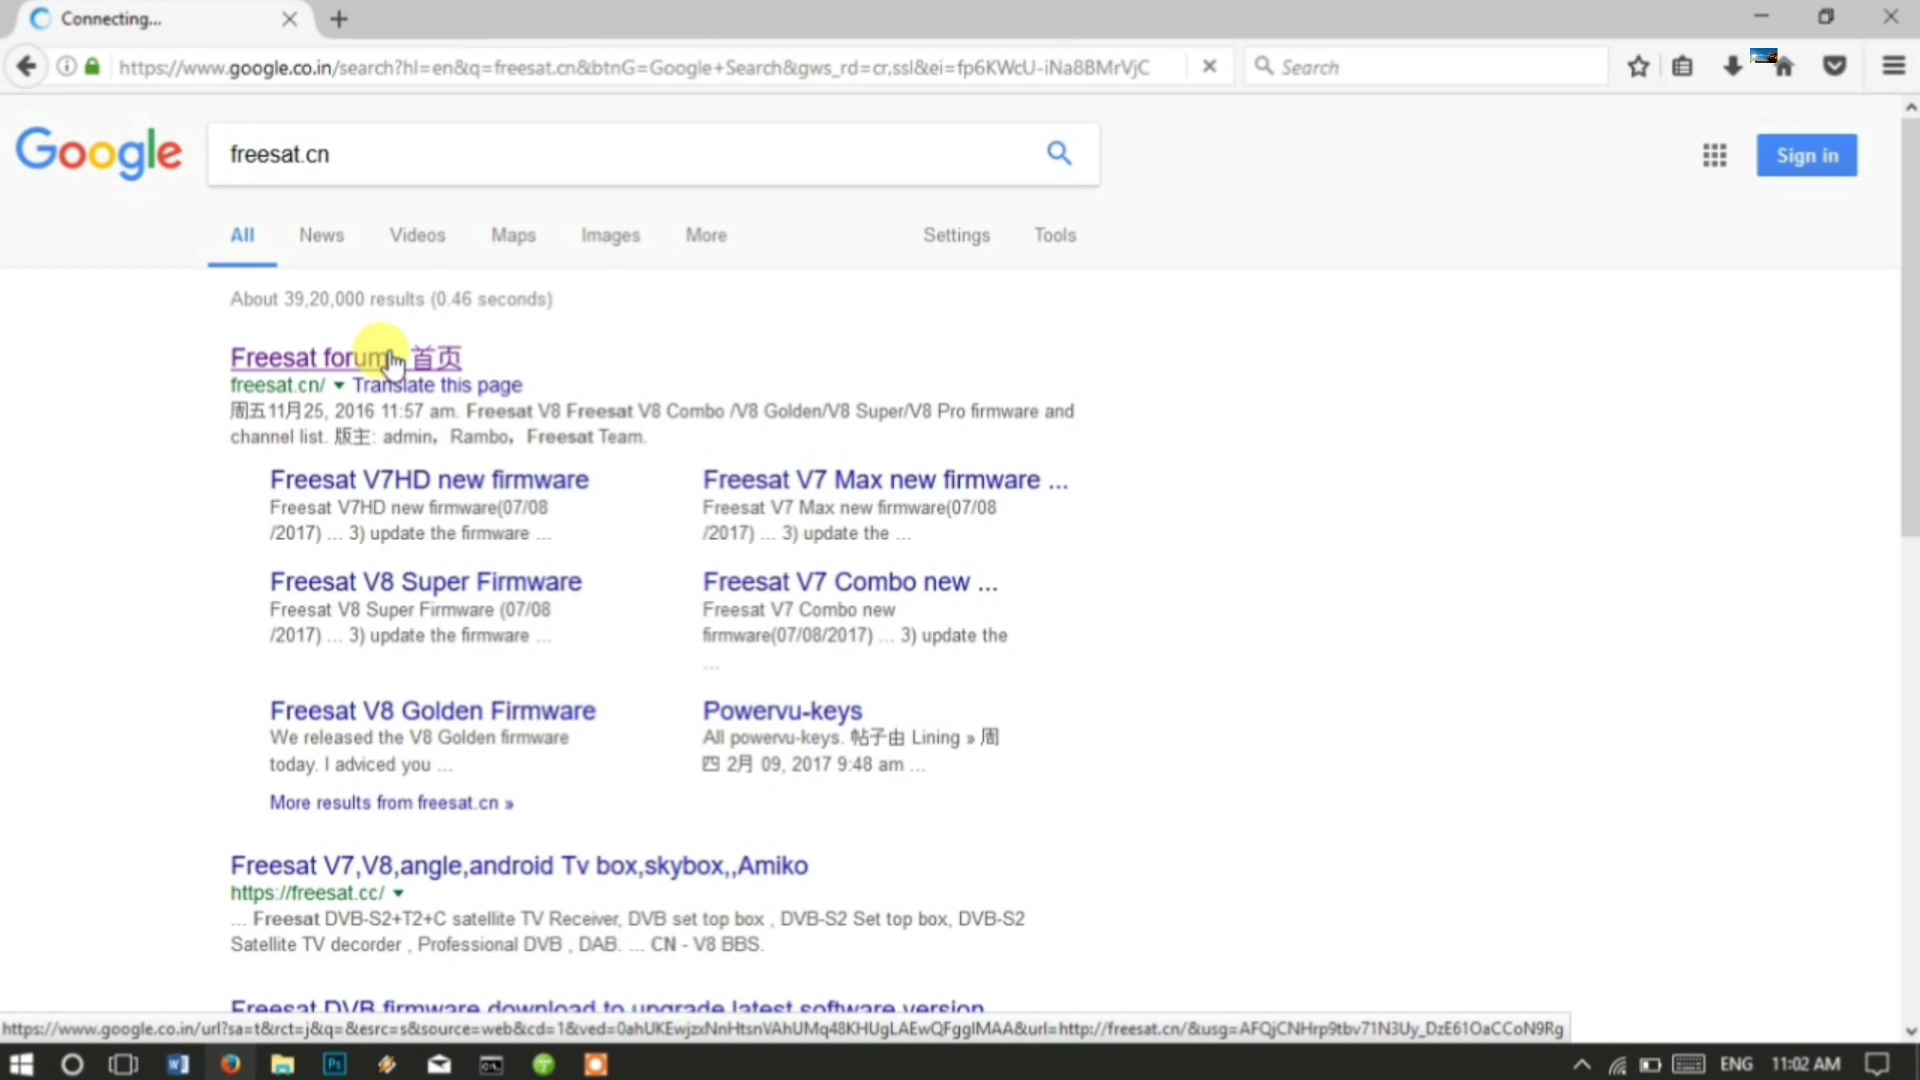 Connecting...
https://www.google.co.in/search?hl=en&q=freesat.cn&btnG=Google+Search&gws_rd=cr,ssl&ei=fp6KWcU-iNa8BMrVjC
Search
Google
freesat.cn
Sign in
All News Videos Maps Images More Settings Tools
About 39,20,000 results (0.46 seconds)
Freesat forum 首页
freesat.cn/ Translate this page
周五11月25, 2016 11:57 am. Freesat V8 Freesat V8 Combo /V8 Golden/V8 Super/V8 Pro firmware and
channel list. 版主: admin，Rambo，Freesat Team.
Freesat V7HD new firmware
Freesat V7HD new firmware(07/08
/2017) ... 3) update the firmware ...
Freesat V7 Max new firmware ...
Freesat V7 Max new firmware(07/08
/2017) ... 3) update the ...
Freesat V8 Super Firmware
Freesat V8 Super Firmware (07/08
/2017) ... 3) update the firmware ...
Freesat V7 Combo new ...
Freesat V7 Combo new
firmware(07/08/2017) ... 3) update the
...
Freesat V8 Golden Firmware
We released the V8 Golden firmware
today. I adviced you ...
Powervu-keys
All powervu-keys. 帖子由 Lining » 周
四 2月 09, 2017 9:48 am ...
More results from freesat.cn »
Freesat V7,V8,angle,android Tv box,skybox,,Amiko
https://freesat.cc/
... Freesat DVB-S2+T2+C satellite TV Receiver, DVB set top box , DVB-S2 Set top box, DVB-S2
Satellite TV decorder , Professional DVB , DAB. ... CN - V8 BBS.
Freesat DVB firmware download to upgrade latest software version
https://www.google.co.in/url?sa=t&rct=j&q=&esrc=s&source=web&cd=1&ved=0ahUKEwjzxNnHtsnVAhUMq48KHUgLAEwQFggIMAA&url=http://freesat.cn/&usg=AFQjCNHrp9tbv71N3Uy_DzE61OaCCoN9Rg
ENG 11:02 AM